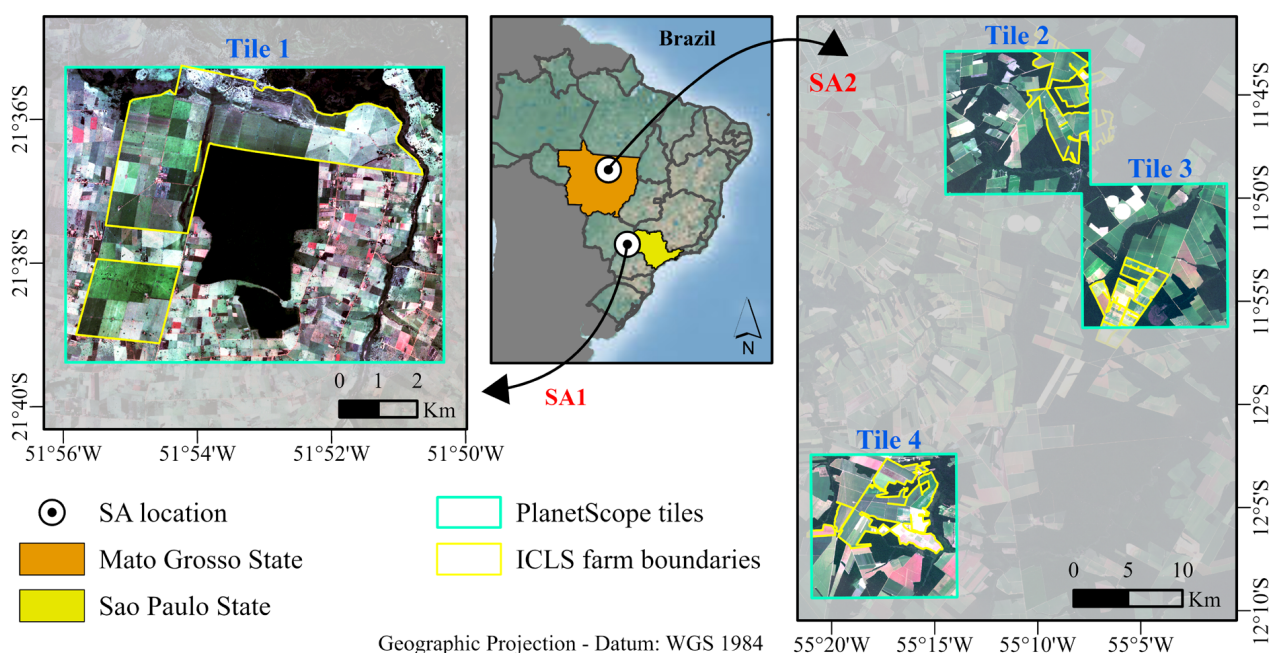 Tile 1
21°36'S
21°38'S
21°40'S
0 1 2
Km
51°56'W 51°54'W 51°52'W 51°50'W
Brazil
N
SA1
SA2
Tile 2
Tile 3
Tile 4
11°45'S
11°50'S
11°55'S
12°S
12°5'S
12°10'S
0 5 10
Km
55°20'W 55°15'W 55°10'W 55°5'W
SA location
Mato Grosso State
Sao Paulo State
PlanetScope tiles
ICLS farm boundaries
Geographic Projection - Datum: WGS 1984